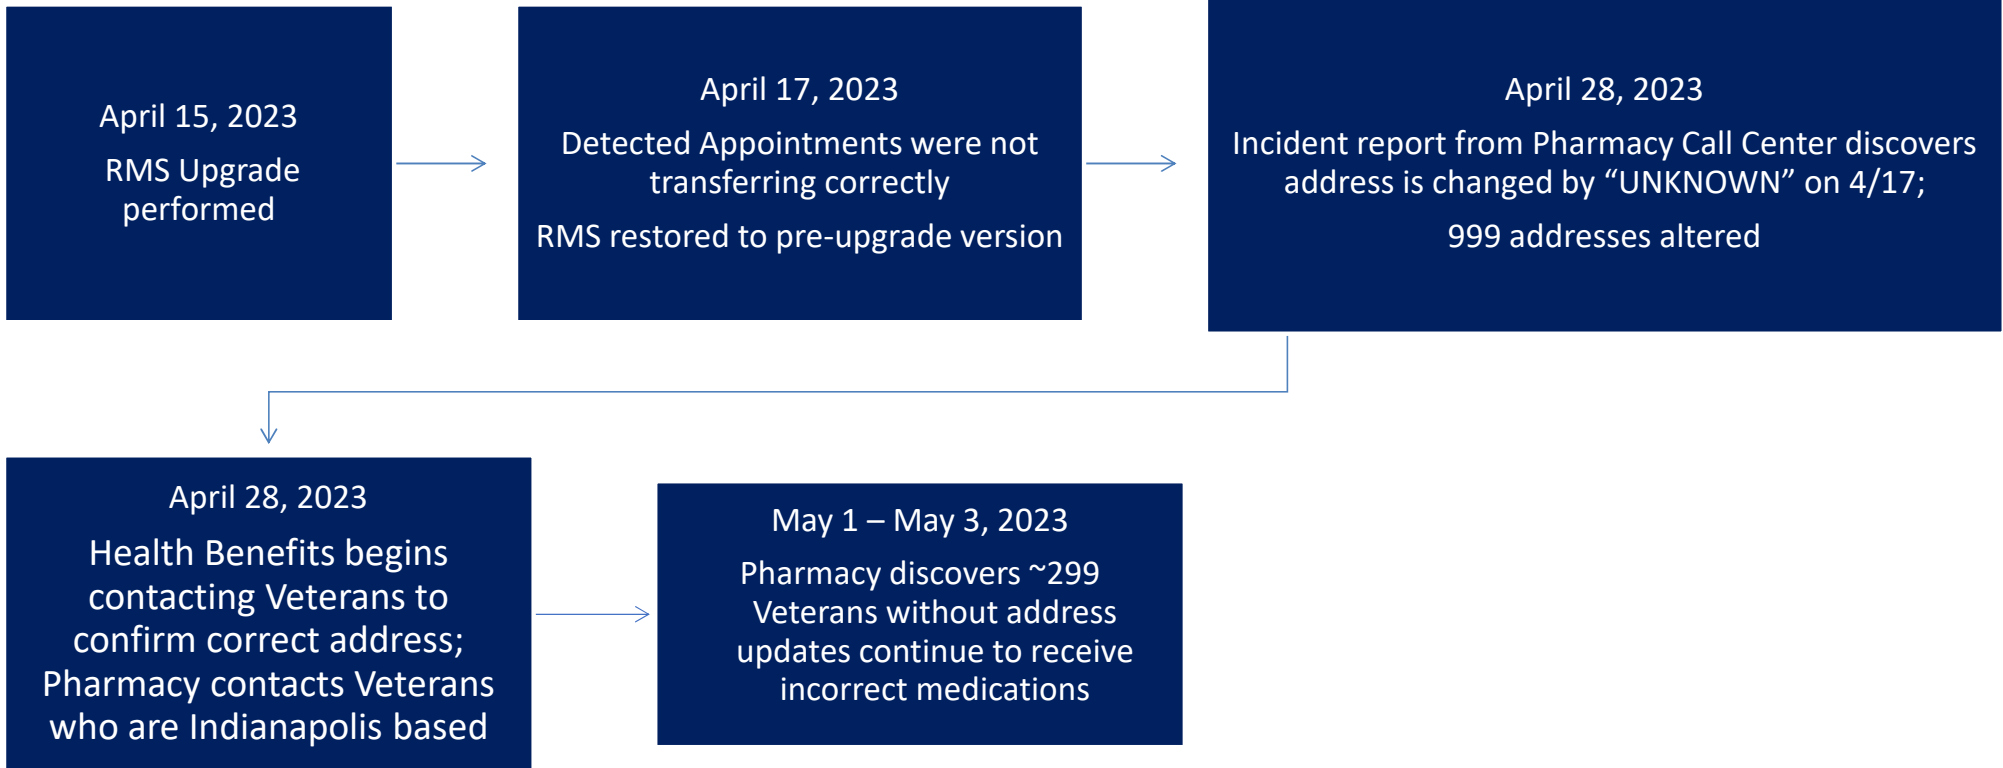 April 15, 2023
RMS Upgrade
performed
April 17, 2023
Detected Appointments were not
transferring correctly
RMS restored to pre-upgrade version
April 28, 2023
Incident report from Pharmacy Call Center discovers
address is changed by “UNKNOWN” on 4/17;
999 addresses altered
April 28, 2023
Health Benefits begins
contacting Veterans to
confirm correct address;
Pharmacy contacts Veterans
who are Indianapolis based
May 1 – May 3, 2023
Pharmacy discovers ~299
Veterans without address
updates continue to receive
incorrect medications